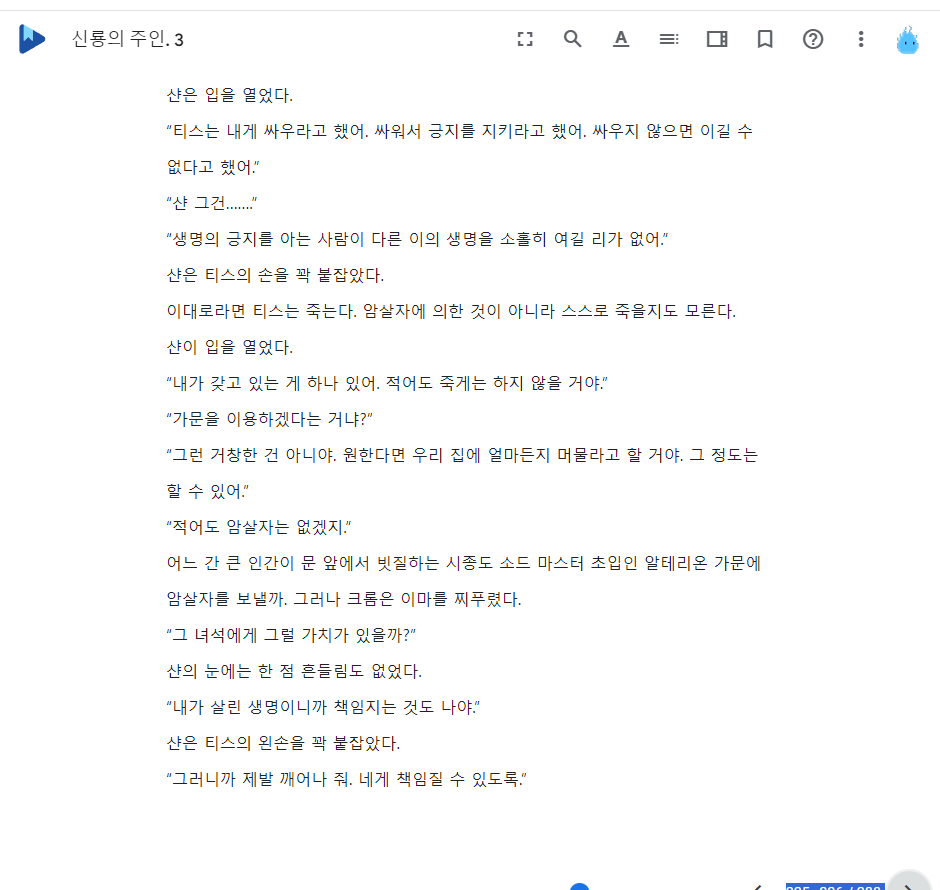 신룡의 주인. 3
샨은 입을 열었다.
“티스는 내게 싸우라고 했어. 싸워서 긍지를 지키라고 했어. 싸우지 않으면 이길 수
없다고 했어.”
“샨 그건…….”
“생명의 긍지를 아는 사람이 다른 이의 생명을 소홀히 여길 리가 없어.”
샨은 티스의 손을 꽉 붙잡았다.
이대로라면 티스는 죽는다. 암살자에 의한 것이 아니라 스스로 죽을지도 모른다.
샨이 입을 열었다.
“내가 갖고 있는 게 하나 있어. 적어도 죽게는 하지 않을 거야.”
“가문을 이용하겠다는 거냐?”
“그런 거창한 건 아니야. 원한다면 우리 집에 얼마든지 머물라고 할 거야. 그 정도는
할 수 있어.”
“적어도 암살자는 없겠지.”
어느 간 큰 인간이 문 앞에서 빗질하는 시종도 소드 마스터 초입인 알테리온 가문에
암살자를 보낼까. 그러나 크롬은 이마를 찌푸렸다.
“그 녀석에게 그럴 가치가 있을까?”
샨의 눈에는 한 점 흔들림도 없었다.
“내가 살린 생명이니까 책임지는 것도 나야.”
샨은 티스의 왼손을 꽉 붙잡았다.
“그러니까 제발 깨어나 줘. 네게 책임질 수 있도록.”